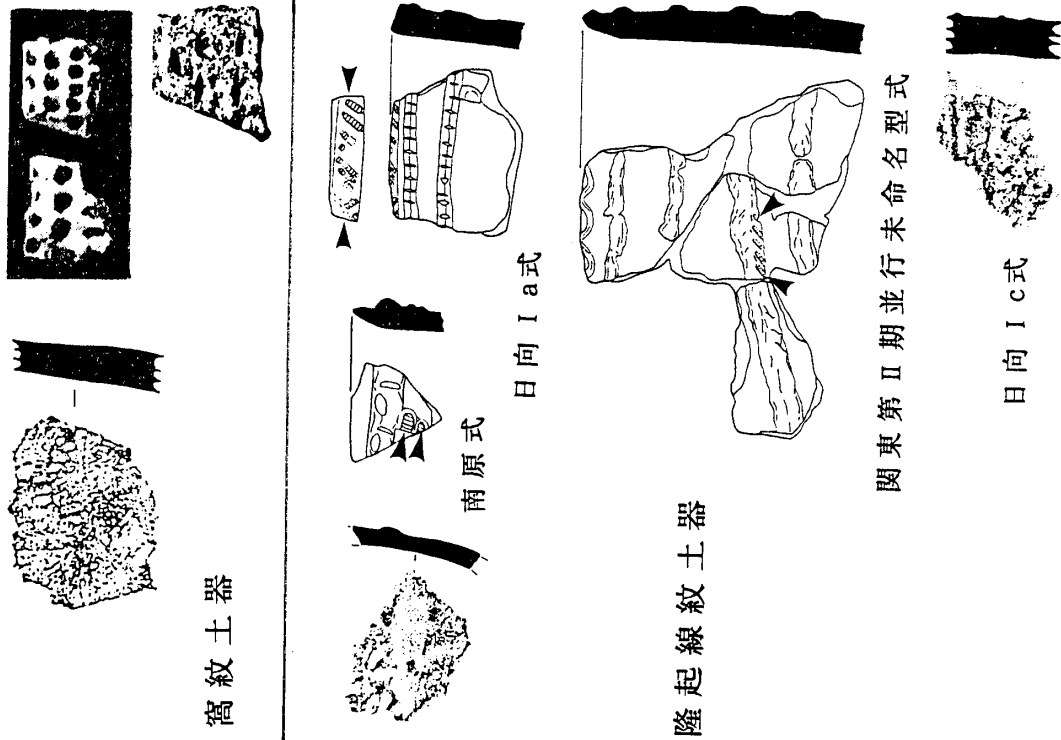 窩紋土器
南原式
日向Ⅰa式
隆起線紋土器
関東第Ⅱ期並行未命名型式
日向Ⅰc式